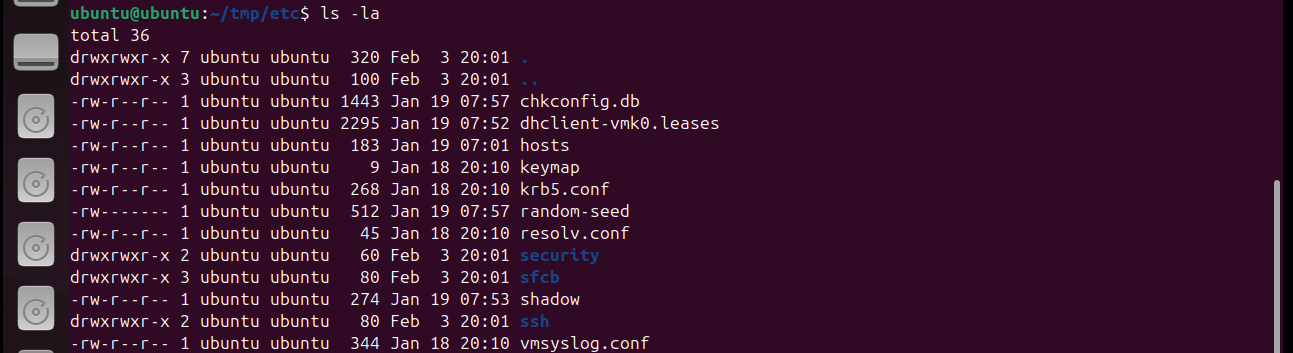 ubuntu@ubuntu:~/tmp/etc$ ls -la
total 36
drwxrwxr-x 7 ubuntu ubuntu  320 Feb  3 20:01 .
drwxrwxr-x 3 ubuntu ubuntu  100 Feb  3 20:01 ..
-rw-r--r-- 1 ubuntu ubuntu 1443 Jan 19 07:57 chkconfig.db
-rw-r--r-- 1 ubuntu ubuntu 2295 Jan 19 07:52 dhclient-vmk0.leases
-rw-r--r-- 1 ubuntu ubuntu  183 Jan 19 07:01 hosts
-rw-r--r-- 1 ubuntu ubuntu    9 Jan 18 20:10 keymap
-rw-r--r-- 1 ubuntu ubuntu  268 Jan 18 20:10 krb5.conf
-rw------- 1 ubuntu ubuntu  512 Jan 19 07:57 random-seed
-rw-r--r-- 1 ubuntu ubuntu   45 Jan 18 20:10 resolv.conf
drwxrwxr-x 2 ubuntu ubuntu   60 Feb  3 20:01 security
drwxrwxr-x 3 ubuntu ubuntu   80 Feb  3 20:01 sfcb
-rw-r--r-- 1 ubuntu ubuntu  274 Jan 19 07:53 shadow
drwxrwxr-x 2 ubuntu ubuntu   80 Feb  3 20:01 ssh
-rw-r--r-- 1 ubuntu ubuntu  344 Jan 18 20:10 vmsyslog.conf